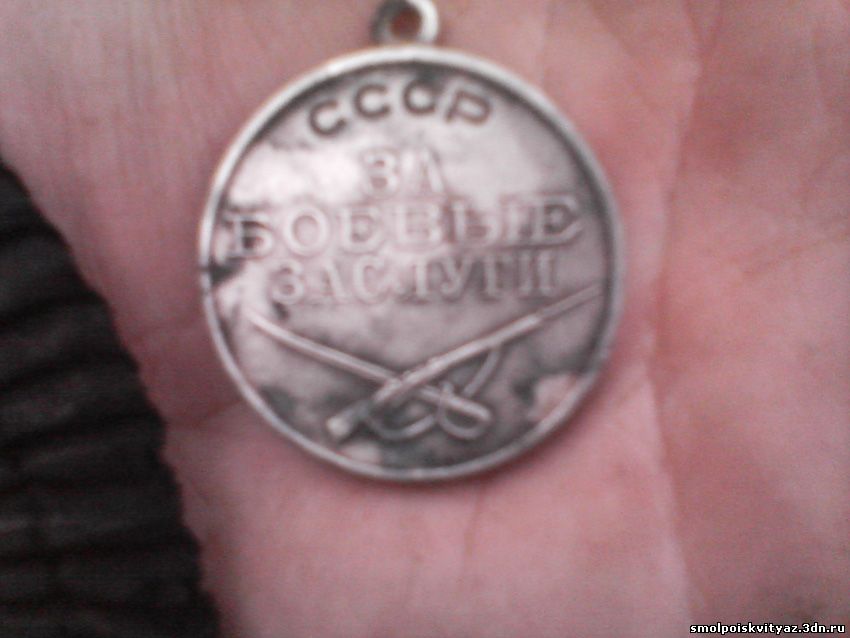 СССР
ЗА
БОЕВЫЕ
ЗАСЛУГИ
smolpoiskvityaz.3dn.ru